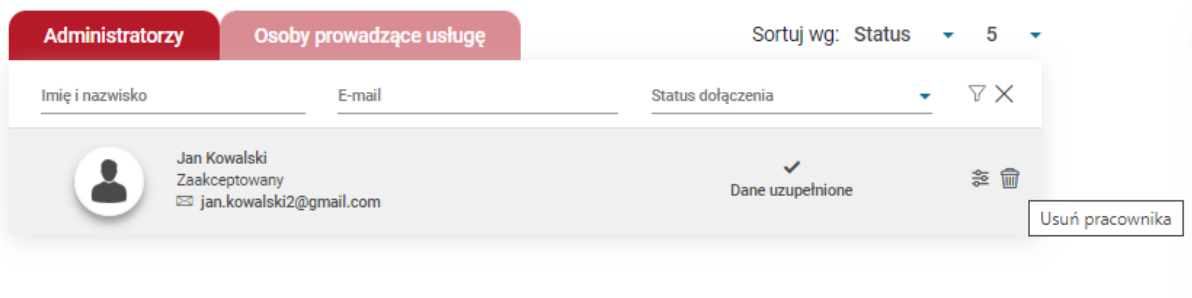 Administratorzy Osoby prowadzące usługę Sortuj wg: Status 5
Imię i nazwisko E-mail Status dołączenia
Jan Kowalski
Zaakceptowany
jan.kowalski2@gmail.com
Dane uzupełnione
Usuń pracownika